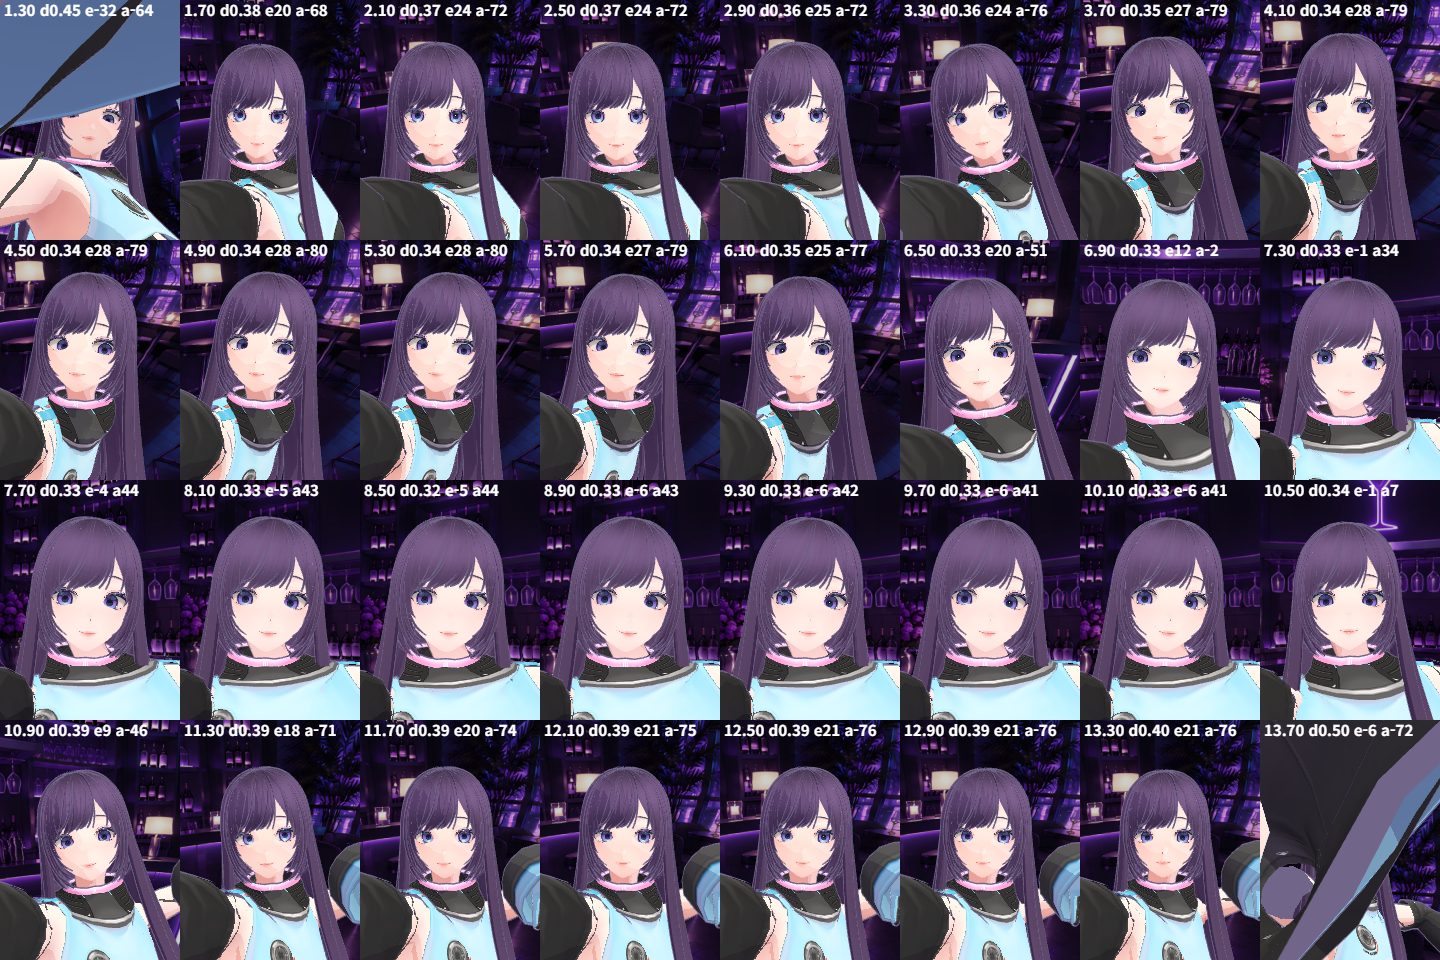 1.30 d0.45 e-32 a-64
1.70 d0.38 e20 a-68
2.10 d0.37 e24 a-72
2.50 d0.37 e24 a-72
2.90 d0.36 e25 a-72
3.30 d0.36 e24 a-76
3.70 d0.35 e27 a-79
4.10 d0.34 e28 a-79
4.50 d0.34 e28 a-79
4.90 d0.34 e28 a-80
5.30 d0.34 e28 a-80
5.70 d0.34 e27 a-79
6.10 d0.35 e25 a-77
6.50 d0.33 e20 a-51
6.90 d0.33 e12 a-2
7.30 d0.33 e-1 a34
7.70 d0.33 e-4 a44
8.10 d0.33 e-5 a43
8.50 d0.32 e-5 a44
8.90 d0.33 e-6 a43
9.30 d0.33 e-6 a42
9.70 d0.33 e-6 a41
10.10 d0.33 e-6 a41
10.50 d0.34 e-1 a7
10.90 d0.39 e9 a-46
11.30 d0.39 e18 a-71
11.70 d0.39 e20 a-74
12.10 d0.39 e21 a-75
12.50 d0.39 e21 a-76
12.90 d0.39 e21 a-76
13.30 d0.40 e21 a-76
13.70 d0.50 e-6 a-72